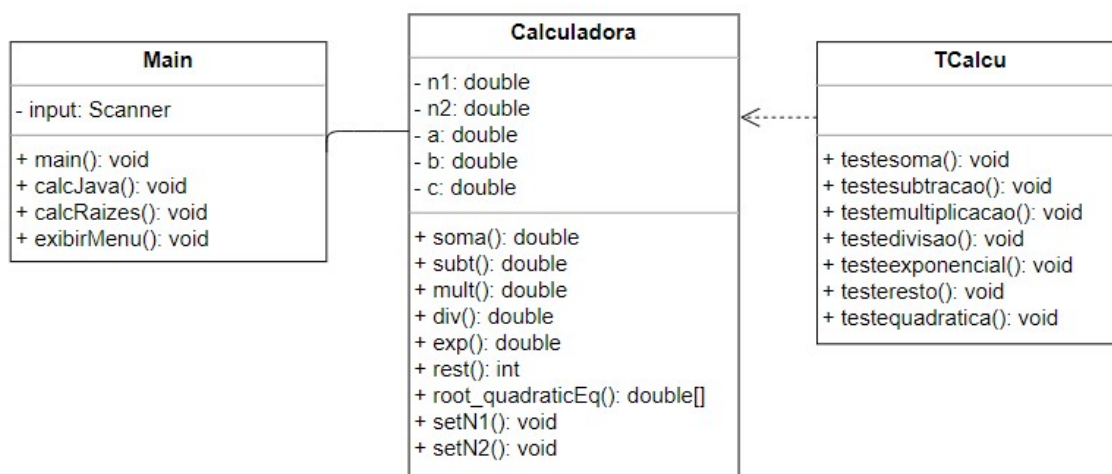 Main
- input: Scanner
+ main(): void
+ calcJava(): void
+ calcRaizes(): void
+ exibirMenu(): void
Calculadora
- n1: double
- n2: double
- a: double
- b: double
- c: double
+ soma(): double
+ subt(): double
+ mult(): double
+ div(): double
+ exp(): double
+ rest(): int
+ root_quadraticEq(): double[]
+ setN1(): void
+ setN2(): void
TCalcu
+ testesoma(): void
+ testesubtracao(): void
+ testemultiplicacao(): void
+ testedivisao(): void
+ testeexponencial(): void
+ testeresto(): void
+ testequadratica(): void